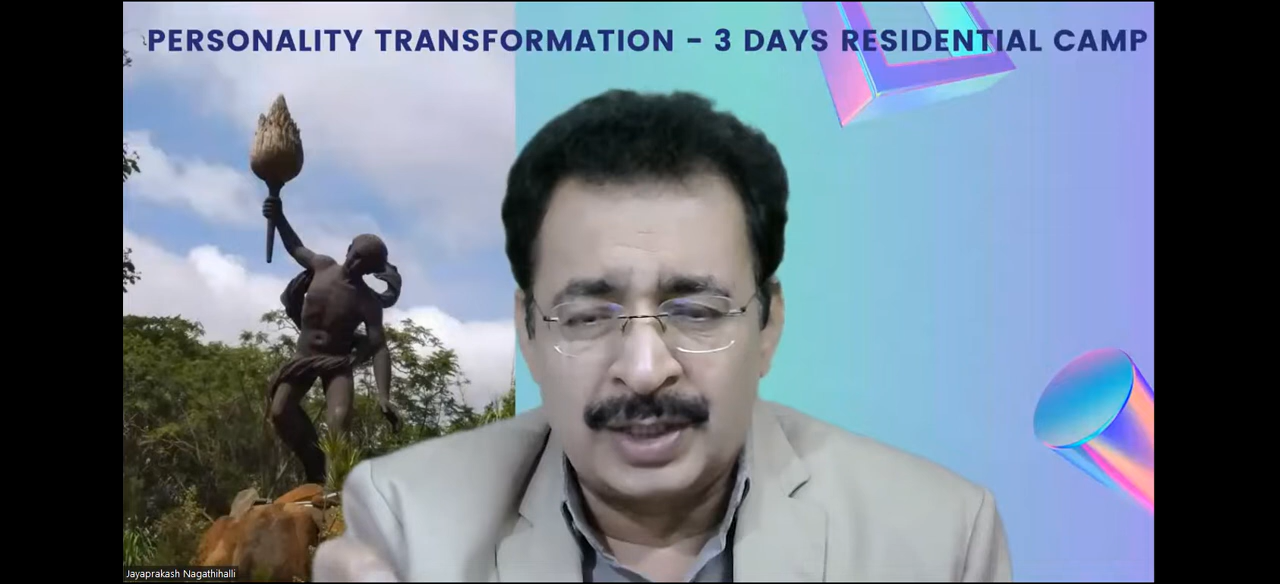 PERSONALITY TRANSFORMATION - 3 DAYS RESIDENTIAL CAMP
Jayaprakash Nagathihalli